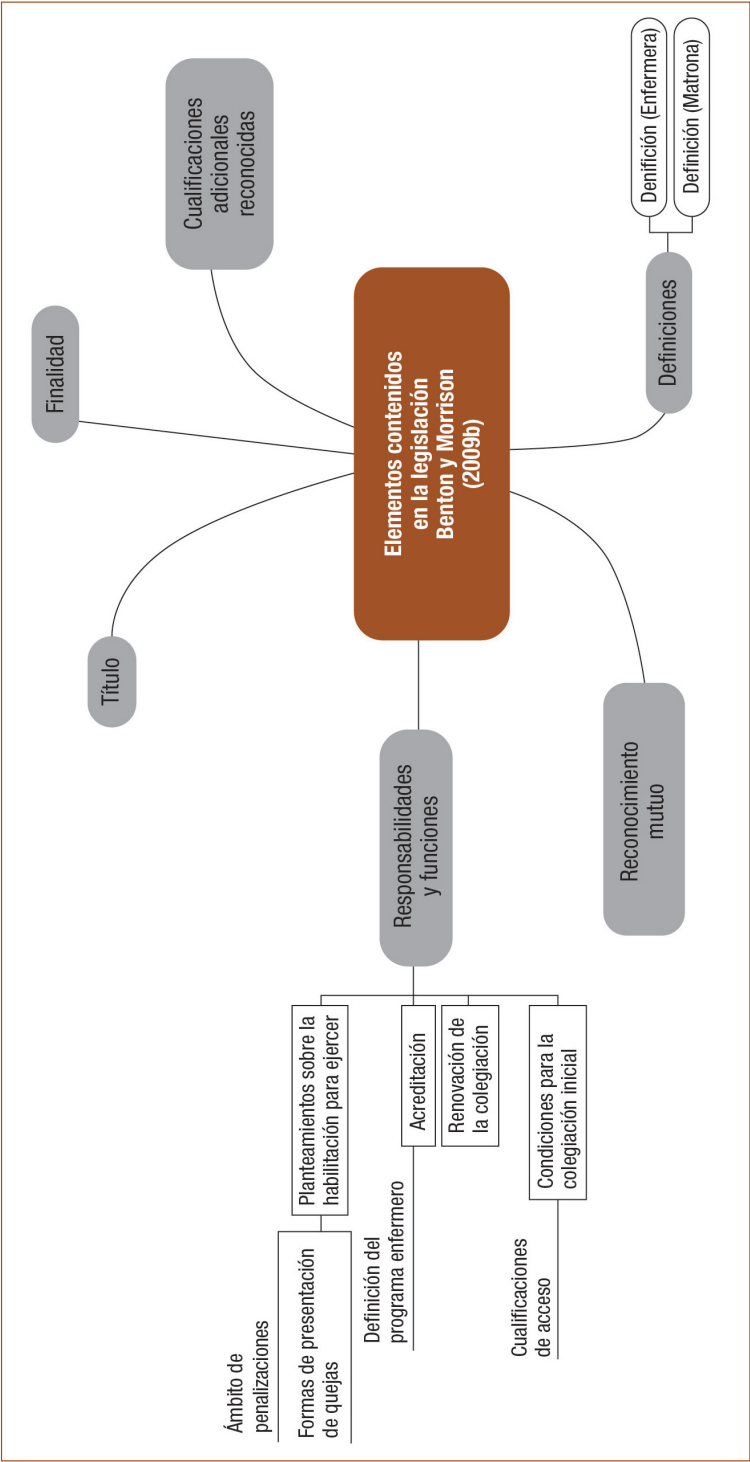 Elementos contenidos
en la legislación
Benton y Morrison
(2009b)
Título
Finalidad
Cualificaciones
adicionales
reconocidas
Responsabilidades
y funciones
Planteamientos sobre la
habilitación para ejercer
Ámbito de
penalizaciones
Formas de presentación
de quejas
Acreditación
Definición del
programa enfermero
Renovación de
la colegiación
Condiciones para la
colegiación inicial
Cualificaciones
de acceso
Reconocimiento
mutuo
Definiciones
Denifición (Enfermera)
Definición (Matrona)